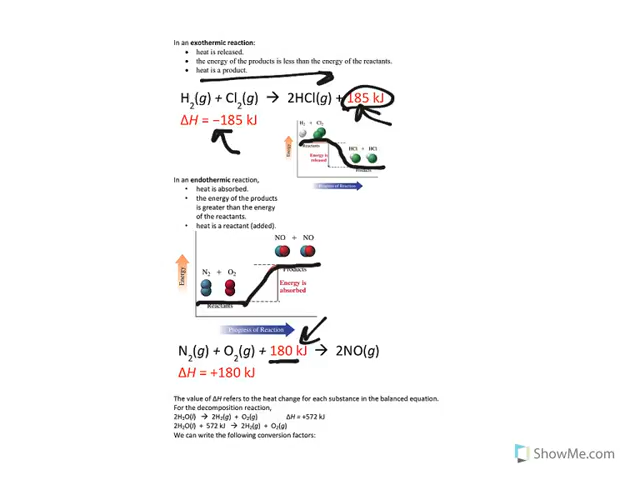 In an exothermic reaction:
• heat is released.
• the energy of the products is less than the energy of the reactants.
• heat is a product.
H₂(g) + Cl₂(g) → 2HCl(g) + 185 kJ
ΔH = −185 kJ
H₂ + Cl₂
Reactants
HCl + HCl
Energy
Energy is
released
Products
Progress of Reaction
In an endothermic reaction,
• heat is absorbed.
• the energy of the products
is greater than the energy
of the reactants.
• heat is a reactant (added).
NO + NO
N₂ + O₂
Products
Energy
Energy is
absorbed
Reactants
Progress of Reaction
N₂(g) + O₂(g) + 180 kJ → 2NO(g)
ΔH = +180 kJ
The value of ΔH refers to the heat change for each substance in the balanced equation.
For the decomposition reaction,
2H₂O(l) → 2H₂(g) + O₂(g) ΔH = +572 kJ
2H₂O(l) + 572 kJ → 2H₂(g) + O₂(g)
We can write the following conversion factors:
ShowMe.com